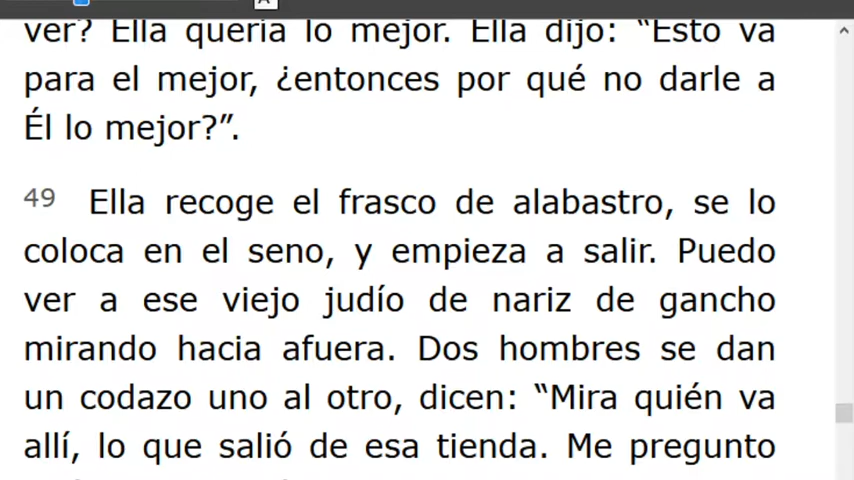 ver? Ella quería lo mejor. Ella dijo: “Esto va
para el mejor, ¿entonces por qué no darle a
Él lo mejor?”.
49 Ella recoge el frasco de alabastro, se lo
coloca en el seno, y empieza a salir. Puedo
ver a ese viejo judío de nariz de gancho
mirando hacia afuera. Dos hombres se dan
un codazo uno al otro, dicen: “Mira quién va
allí, lo que salió de esa tienda. Me pregunto